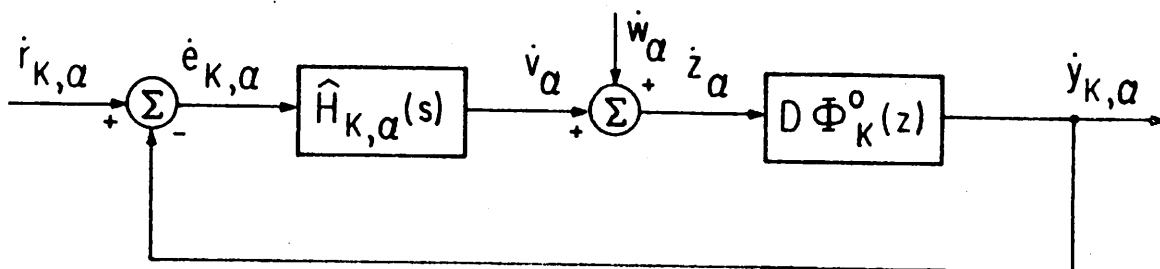 ṙ_{K,α}
+
Σ
-
ė_{K,α}
Ĥ_{K,α}(s)
v̇_α
+
ẇ_α
+
Σ
ż_α
DΦ°_K(z)
ẏ_{K,α}